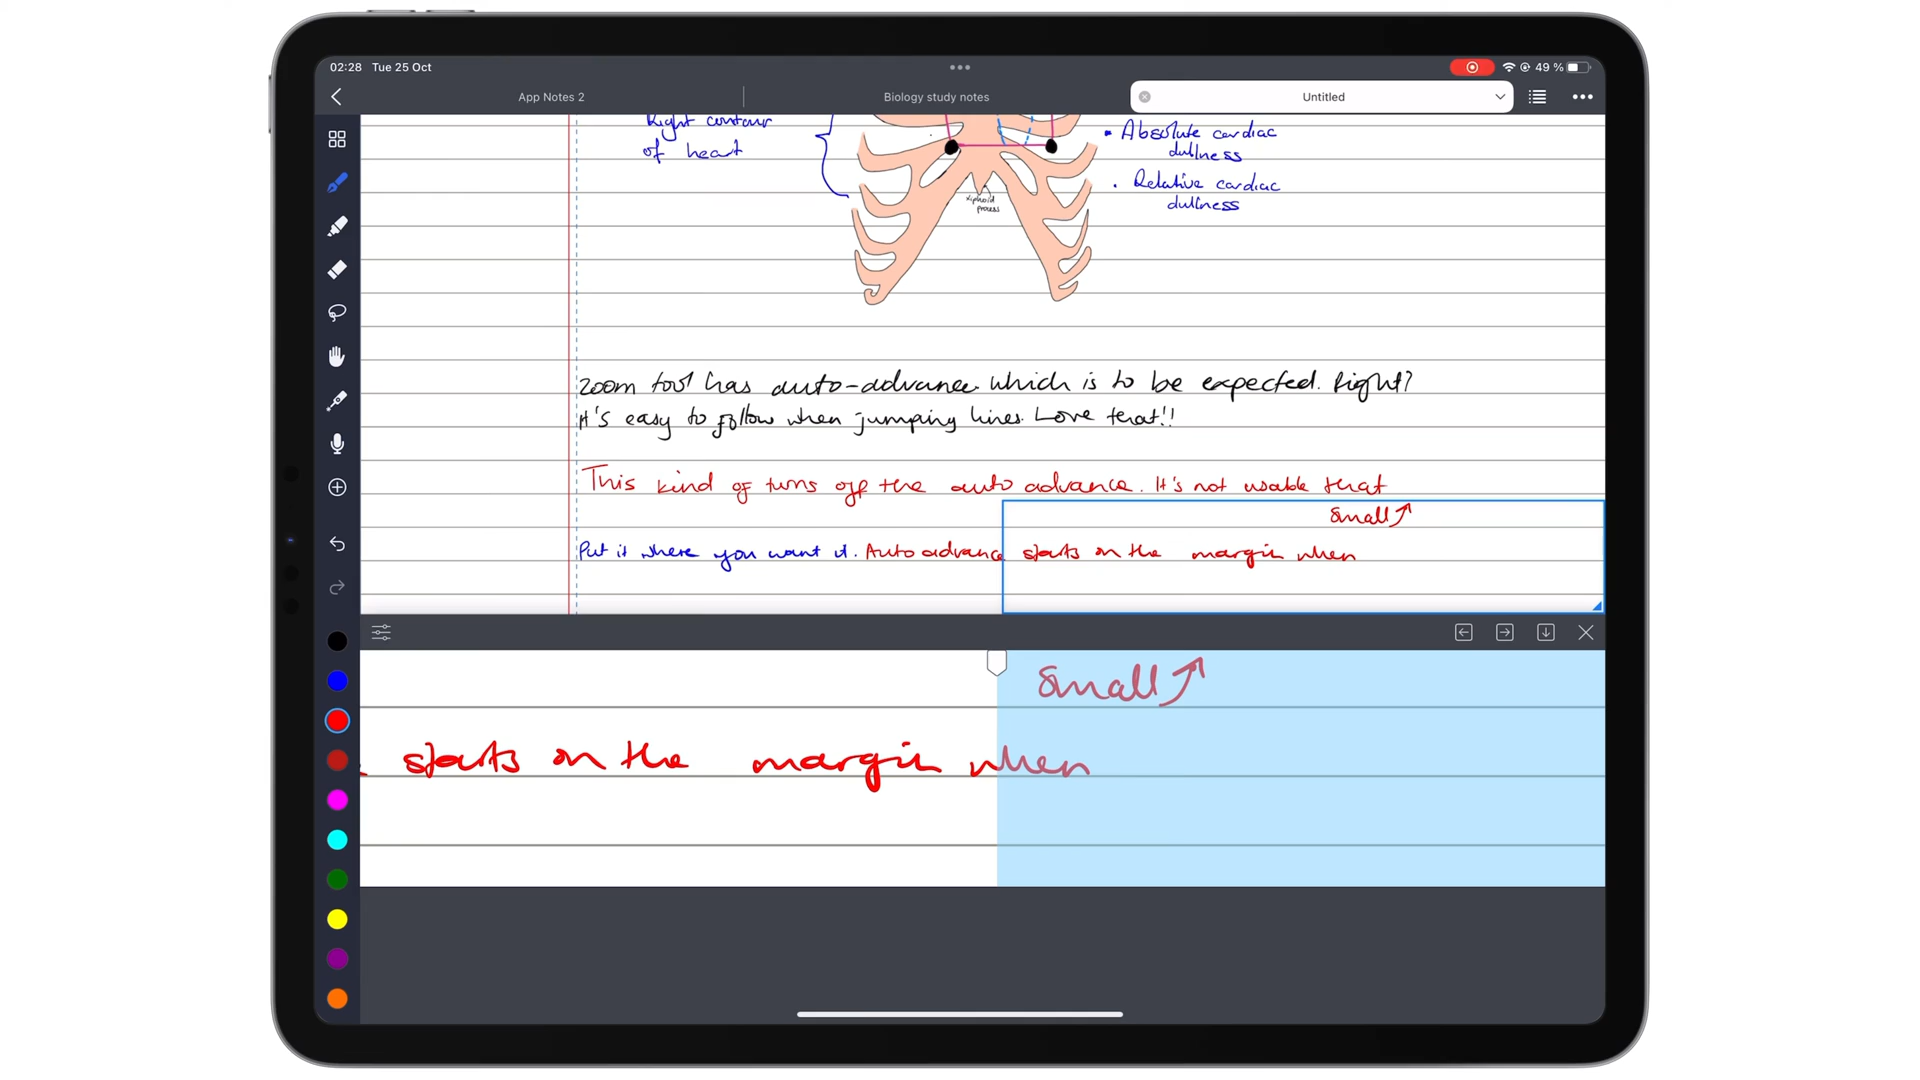 02:28 Tue 25 Oct
49 %
App Notes 2
Biology study notes
Untitled
Right contour
of heart
• Absolute cardiac
dullness
• Relative cardiac
dullness
xiphoid
process
Zoom tool has auto-advance which is to be expected. Right?
It's easy to follow when jumping lines. Love that!!
This kind of turns off the auto advance. It's not usable that
small
Put it where you want it. Auto advance starts on the margin when
small
starts on the margin when